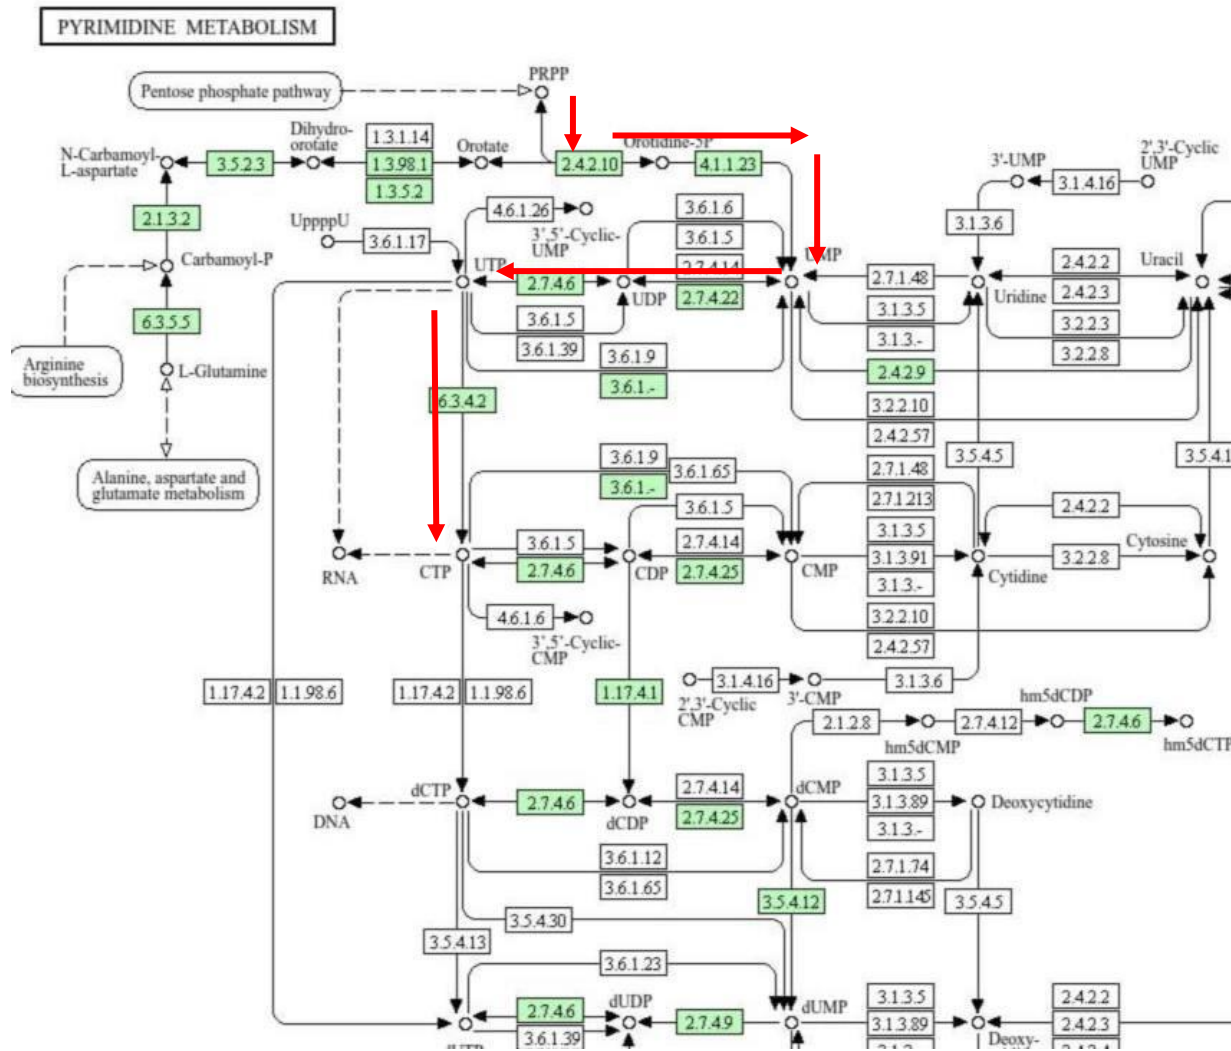 PYRIMIDINE METABOLISM
PRPP
Pentose phosphate pathway
Dihydro-
orotate
1.3.1.14
Orotate
Orotidine-5P
N-Carbamoyl-
L-aspartate
3.5.2.3
1.3.98.1
2.4.2.10
4.1.1.23
1.3.5.2
3'-UMP
2',3'-Cyclic
UMP
3.1.4.16
2.1.3.2
UppppU
4.6.1.26
3',5'-Cyclic-
UMP
3.6.1.6
3.1.3.6
3.6.1.17
3.6.1.5
Carbamoyl-P
UTP
2.7.4.14
UMP
2.4.2.2
Uracil
2.7.4.6
UDP
2.7.4.22
2.7.1.48
Uridine
2.4.2.3
6.3.5.5
3.6.1.5
3.1.3.5
3.2.2.3
3.6.1.39
3.1.3.-
3.2.2.8
Arginine
biosynthesis
L-Glutamine
3.6.1.9
2.4.2.9
3.6.1.-
6.3.4.2
3.2.2.10
2.4.2.57
Alanine, aspartate and
glutamate metabolism
3.6.1.9
3.6.1.65
2.7.1.48
3.5.4.5
3.5.4.1
3.6.1.-
2.7.1.213
3.6.1.5
2.4.2.2
3.1.3.5
Cytosine
3.6.1.5
2.7.4.14
3.1.3.91
3.2.2.8
RNA
CTP
2.7.4.6
CDP
2.7.4.25
CMP
3.1.3.-
Cytidine
4.6.1.6
3',5'-Cyclic-
CMP
3.2.2.10
2.4.2.57
1.17.4.2
1.1.98.6
1.17.4.2
1.1.98.6
1.17.4.1
2',3'-Cyclic
CMP
3.1.4.16
3'-CMP
3.1.3.6
hm5dCDP
2.1.2.8
2.7.4.12
2.7.4.6
hm5dCMP
hm5dCTP
dCTP
2.7.4.14
dCMP
3.1.3.5
2.7.4.6
3.1.3.89
Deoxycytidine
DNA
dCDP
2.7.4.25
3.1.3.-
3.6.1.12
2.7.1.74
3.6.1.65
2.7.1.145
3.5.4.12
3.5.4.5
3.5.4.30
3.5.4.13
3.6.1.23
2.7.4.6
dUDP
2.7.4.9
dUMP
3.1.3.5
2.4.2.2
3.1.3.89
2.4.2.3
3.6.1.39
dUTP
Deoxy-